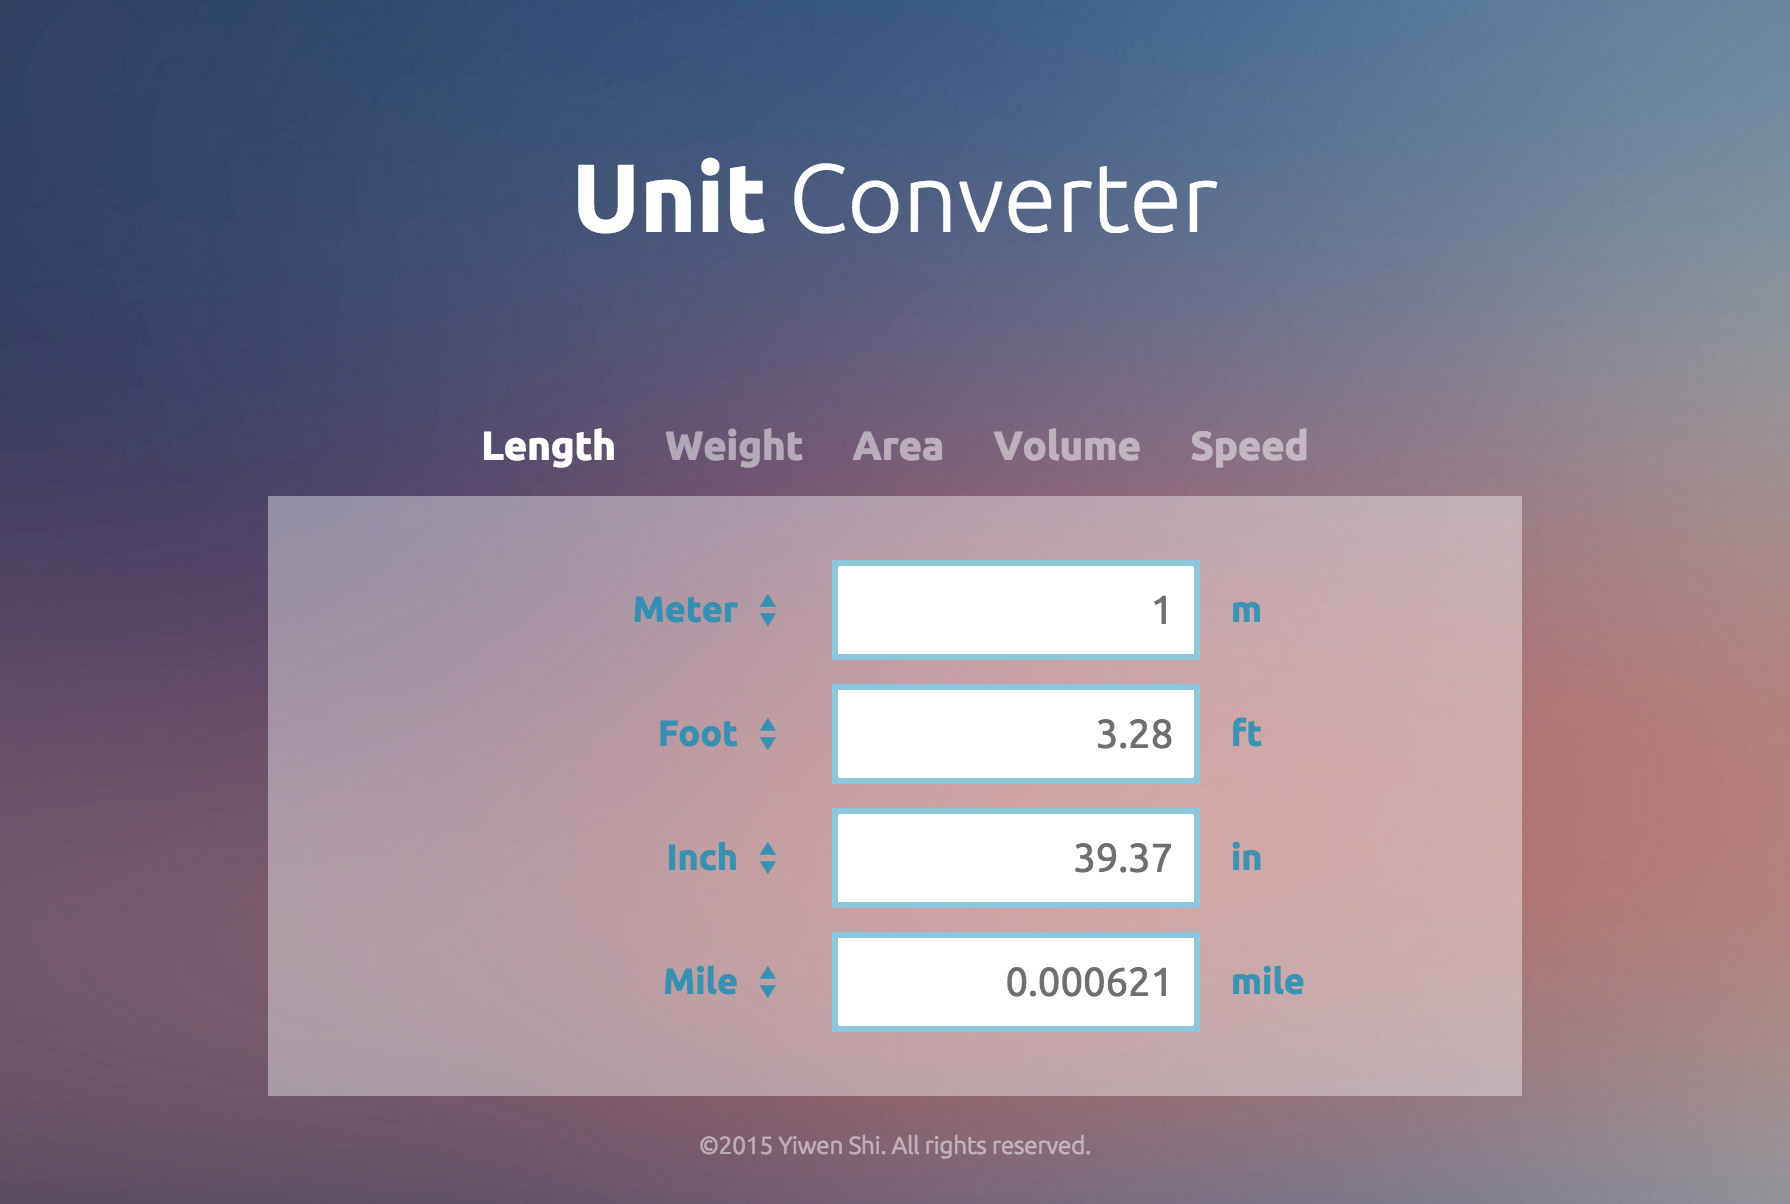 Unit Converter
Length Weight Area Volume Speed
Meter 1 m
Foot 3.28 ft
Inch 39.37 in
Mile 0.000621 mile
©2015 Yiwen Shi. All rights reserved.